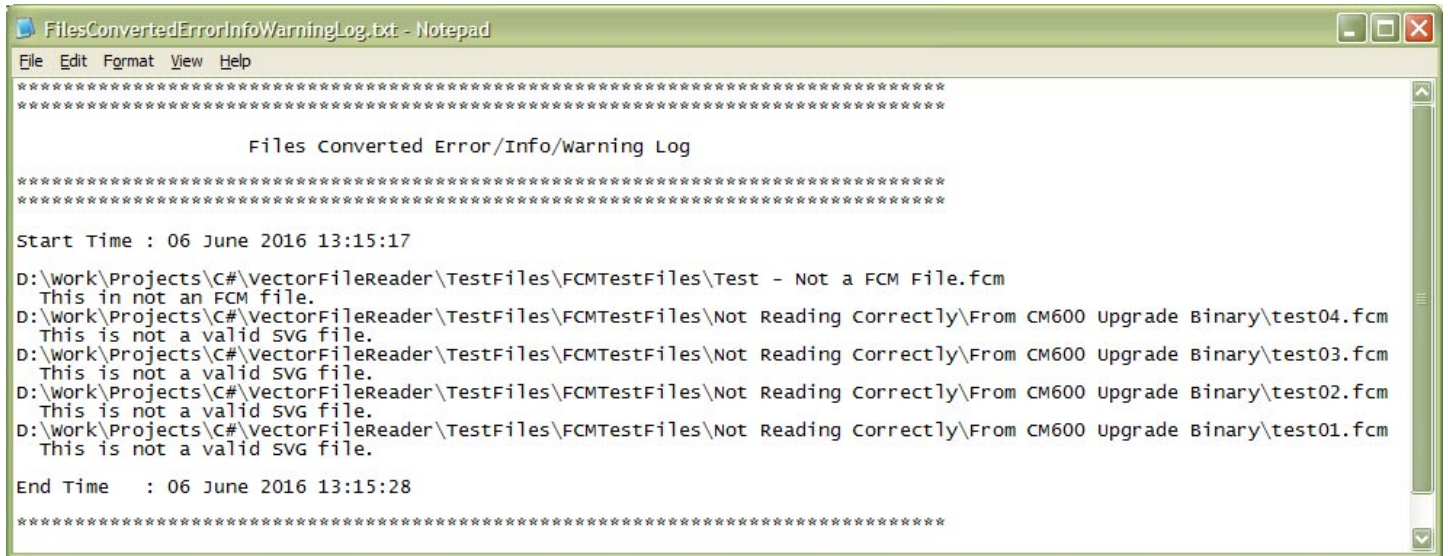 FilesConvertedErrorInfoWarningLog.txt - Notepad
File Edit Format View Help
********************************************************************************
********************************************************************************
Files Converted Error/Info/Warning Log
********************************************************************************
********************************************************************************
Start Time : 06 June 2016 13:15:17
D:\Work\Projects\C#\VectorFileReader\TestFiles\FCMTestFiles\Test - Not a FCM File.fcm
This in not an FCM file.
D:\Work\Projects\C#\VectorFileReader\TestFiles\FCMTestFiles\Not Reading Correctly\From CM600 Upgrade Binary\test04.fcm
This is not a valid SVG file.
D:\Work\Projects\C#\VectorFileReader\TestFiles\FCMTestFiles\Not Reading Correctly\From CM600 Upgrade Binary\test03.fcm
This is not a valid SVG file.
D:\Work\Projects\C#\VectorFileReader\TestFiles\FCMTestFiles\Not Reading Correctly\From CM600 Upgrade Binary\test02.fcm
This is not a valid SVG file.
D:\Work\Projects\C#\VectorFileReader\TestFiles\FCMTestFiles\Not Reading Correctly\From CM600 Upgrade Binary\test01.fcm
This is not a valid SVG file.
End Time : 06 June 2016 13:15:28
********************************************************************************